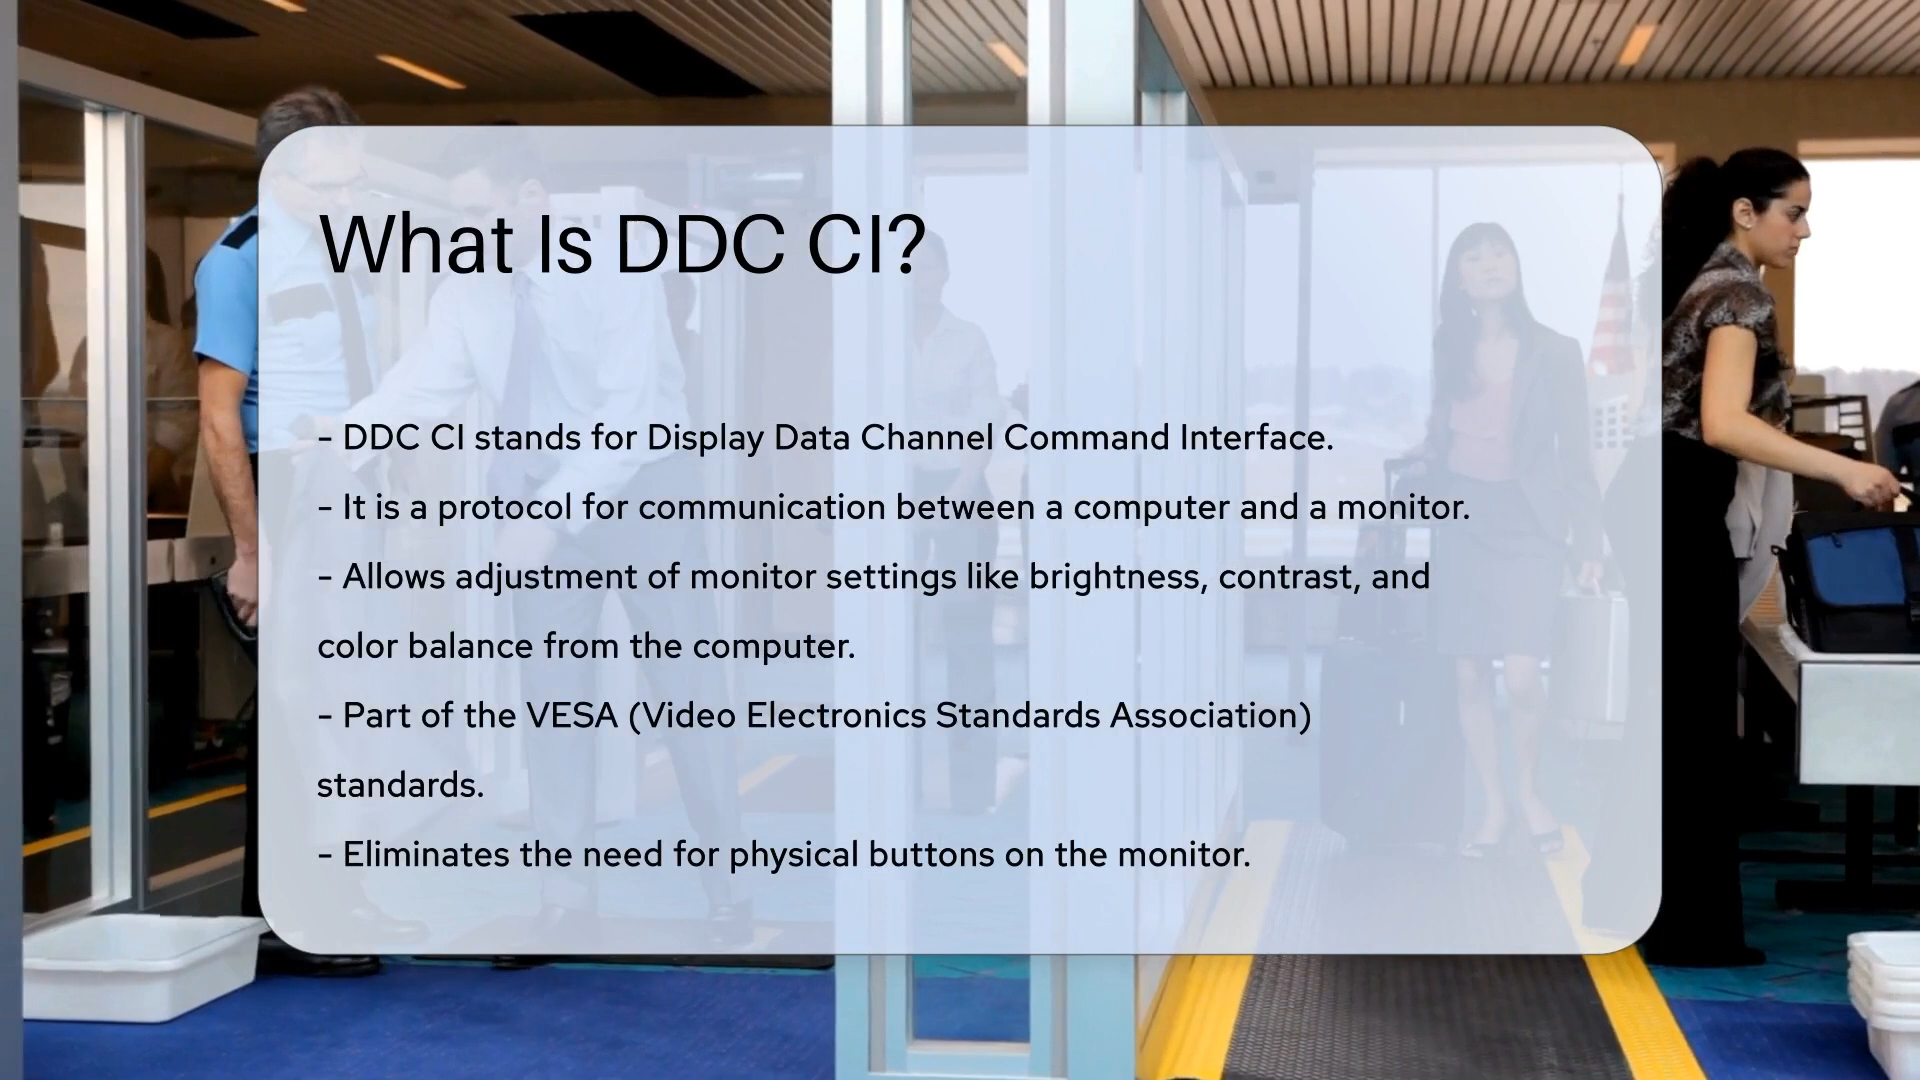 What Is DDC CI?
- DDC CI stands for Display Data Channel Command Interface.
- It is a protocol for communication between a computer and a monitor.
- Allows adjustment of monitor settings like brightness, contrast, and
color balance from the computer.
- Part of the VESA (Video Electronics Standards Association)
standards.
- Eliminates the need for physical buttons on the monitor.